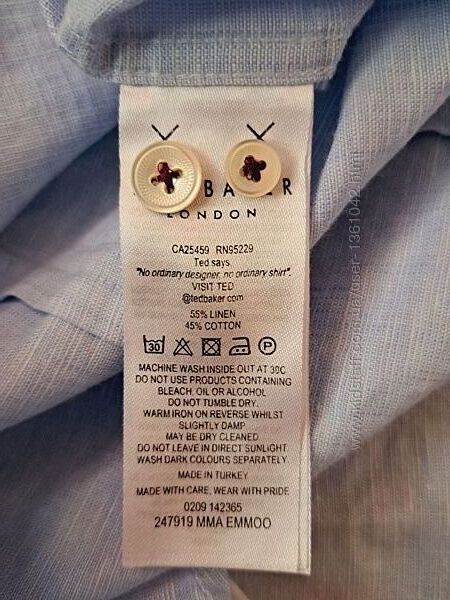 BAKER
LONDON
CA25459 RN95229
Ted says,
"No ordinary designer, no ordinary shirt".
VISIT TED
@tedbaker.com
55% LINEN
45% COTTON
30 P
MACHINE WASH INSIDE OUT AT 30C
DO NOT USE PRODUCTS CONTAINING
BLEACH, OIL OR ALCOHOL
DO NOT TUMBLE DRY.
WARM IRON ON REVERSE WHILST
SLIGHTLY DAMP
MAY BE DRY CLEANED
DO NOT LEAVE IN DIRECT SUNLIGHT
WASH DARK COLOURS SEPARATELY.
MADE IN TURKEY
MADE WITH CARE, WEAR WITH PRIDE
0209 142365
247919 MMA EMMOO